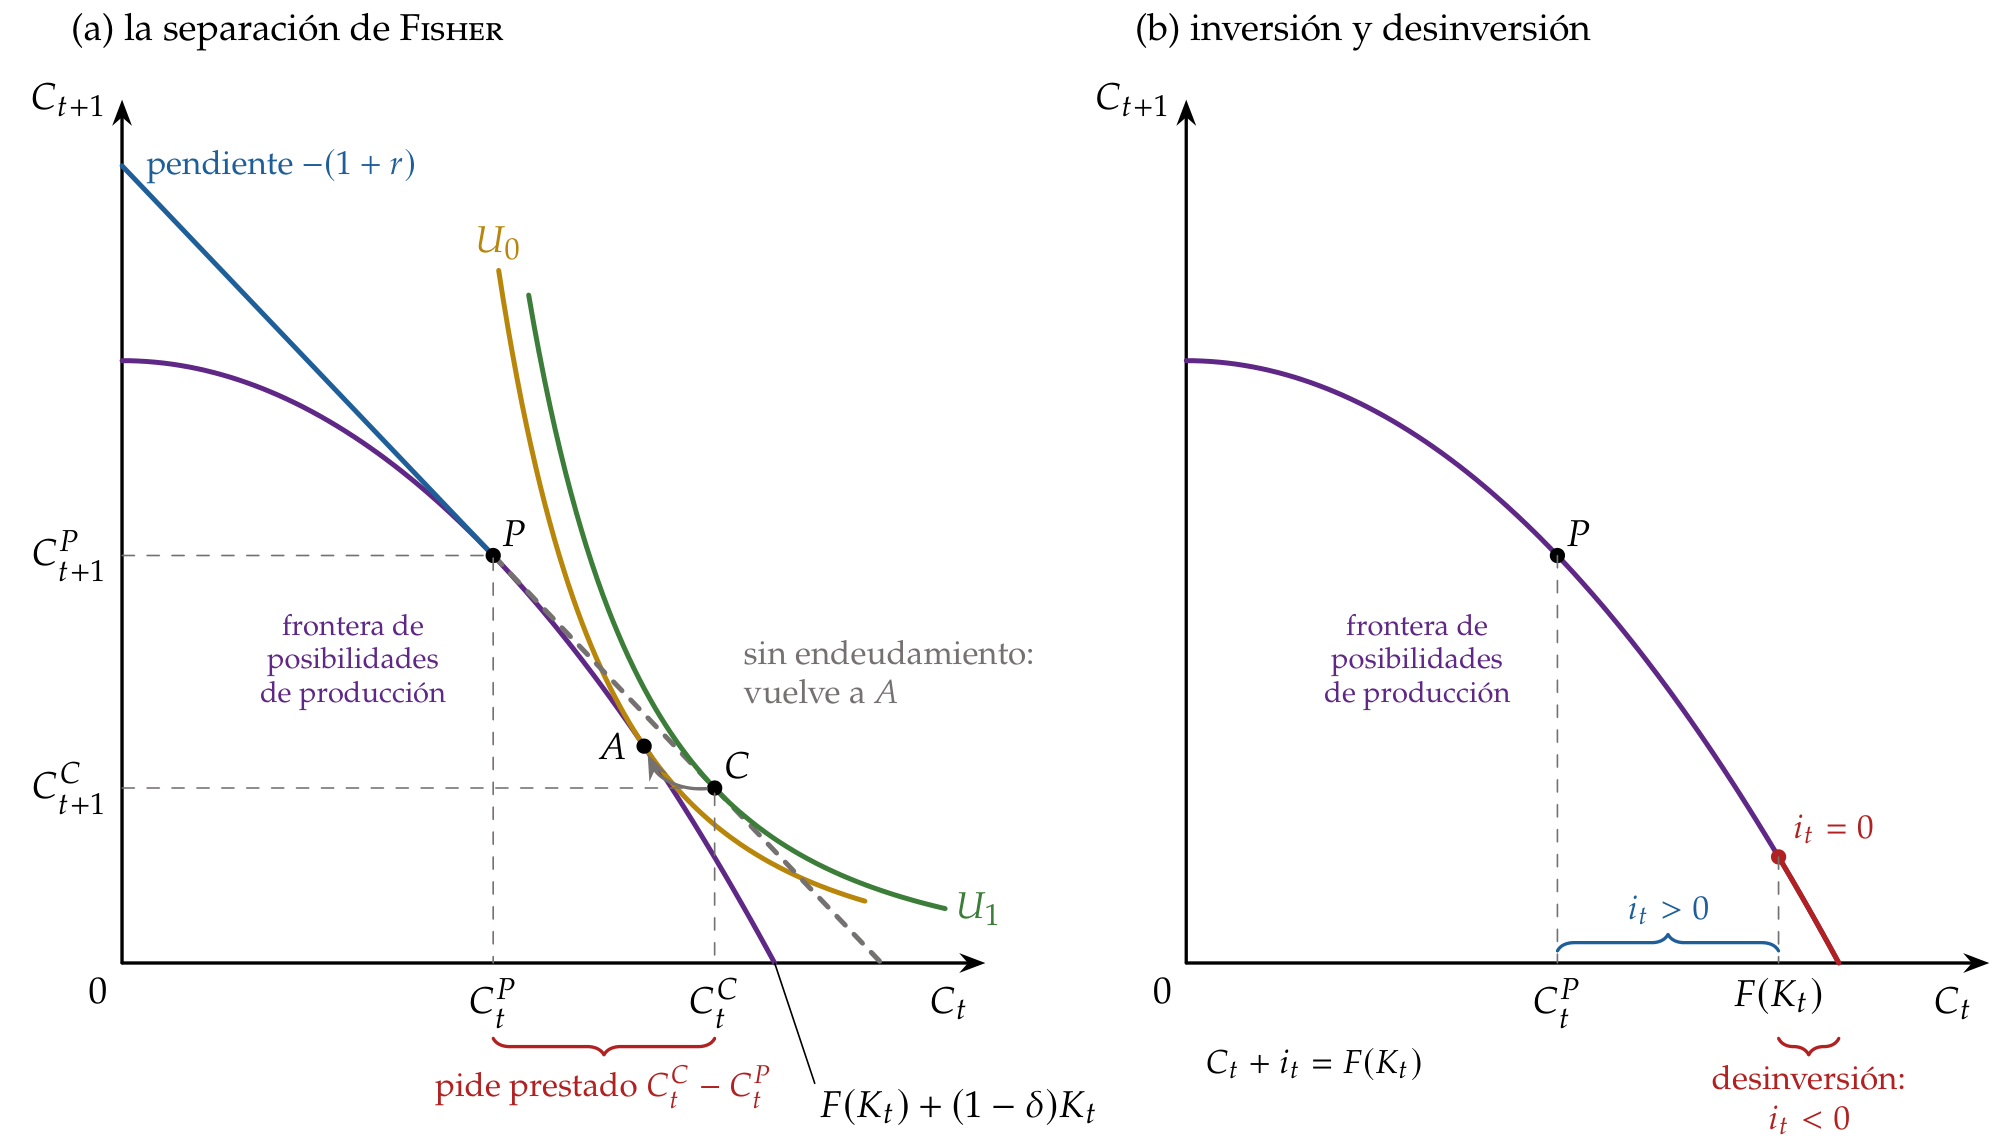 (a) la separación de FISHER
C_{t+1}
pendiente −(1 + r)
U_0
P
C^P_{t+1}
frontera de
posibilidades
de producción
sin endeudamiento:
vuelve a A
A
C
C^C_{t+1}
U_1
0
C^P_t
C^C_t
C_t
pide prestado C^C_t − C^P_t
F(K_t) + (1 − δ)K_t
(b) inversión y desinversión
C_{t+1}
P
frontera de
posibilidades
de producción
i_t = 0
i_t > 0
0
C^P_t
F(K_t)
C_t
C_t + i_t = F(K_t)
desinversión:
i_t < 0